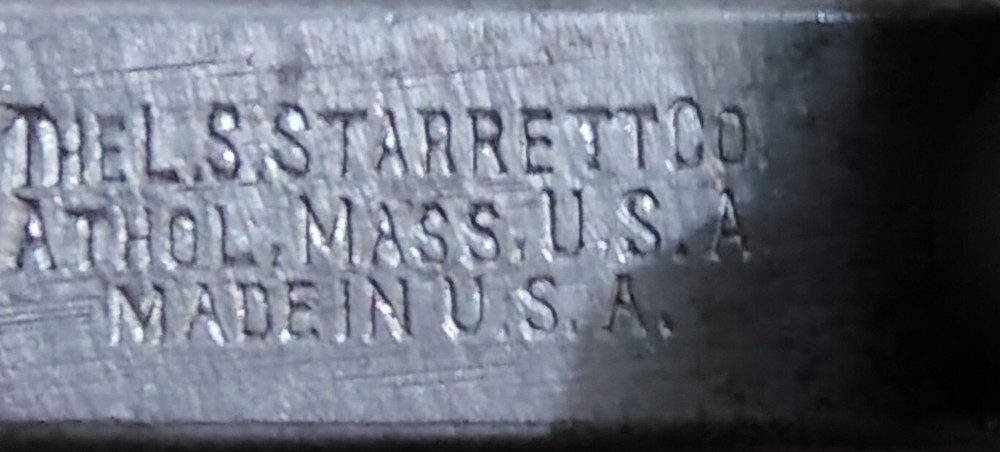 THE L.S. STARRETT CO.
ATHOL, MASS. U.S.A
MADE IN U.S.A.